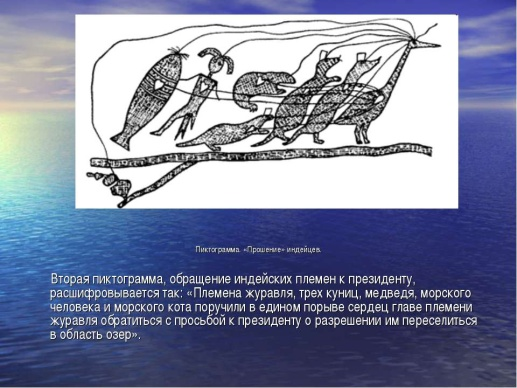 Пиктограмма. «Прошение» индейцев.
Вторая пиктограмма, обращение индейских племен к президенту,
расшифровывается так: «Племена журавля, трех куниц, медведя, морского
человека и морского кота поручили в едином порыве сердец главе племени
журавля обратиться с просьбой к президенту о разрешении им переселиться
в область озер».